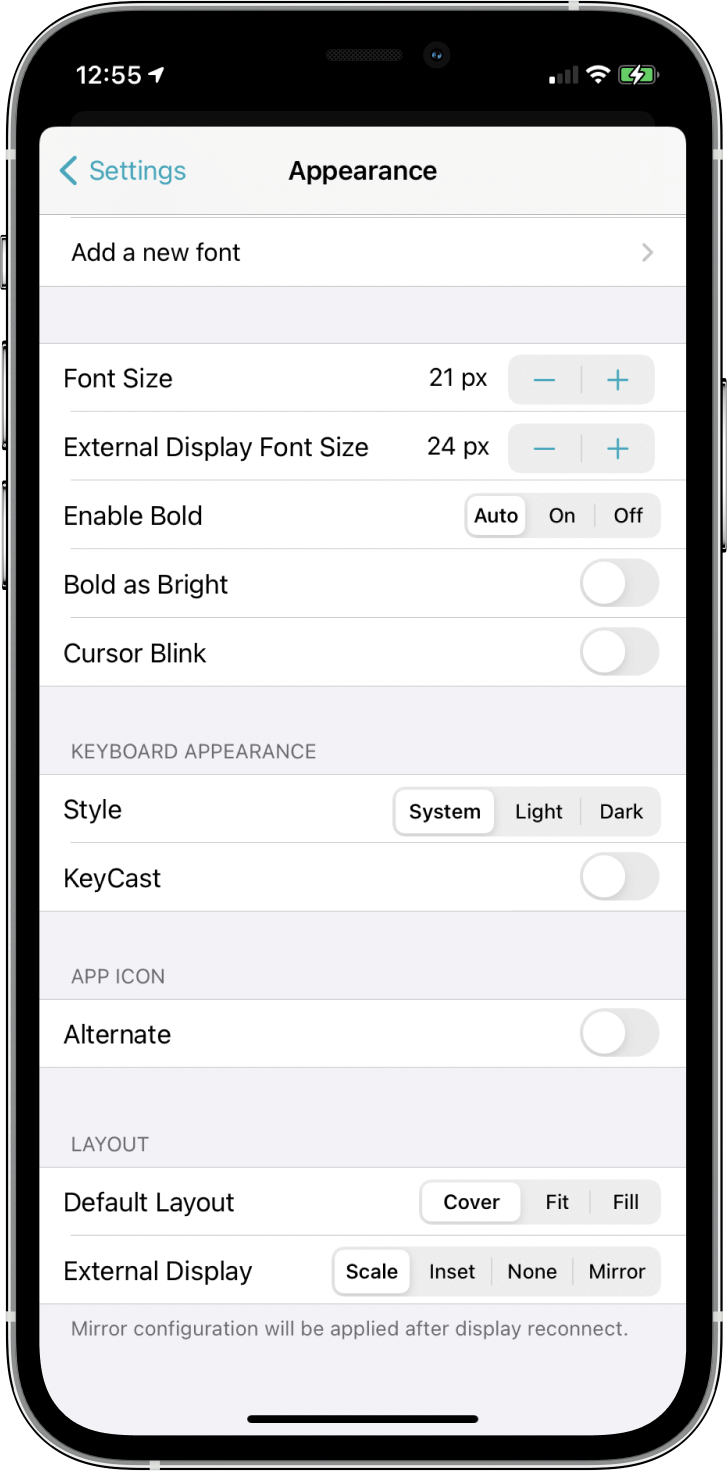 12:55
Settings Appearance
Add a new font
Font Size 21 px
External Display Font Size 24 px
Enable Bold Auto On Off
Bold as Bright
Cursor Blink
KEYBOARD APPEARANCE
Style System Light Dark
KeyCast
APP ICON
Alternate
LAYOUT
Default Layout Cover Fit Fill
External Display Scale Inset None Mirror
Mirror configuration will be applied after display reconnect.